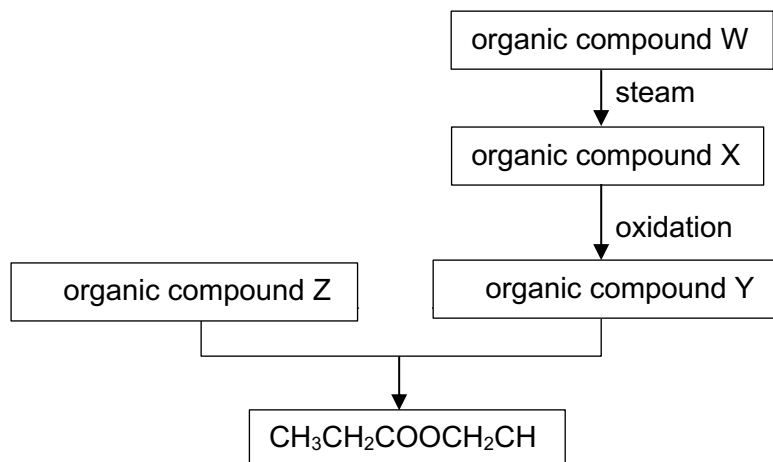 organic compound W
steam
organic compound X
oxidation
organic compound Z
organic compound Y
CH₃CH₂COOCH₂CH